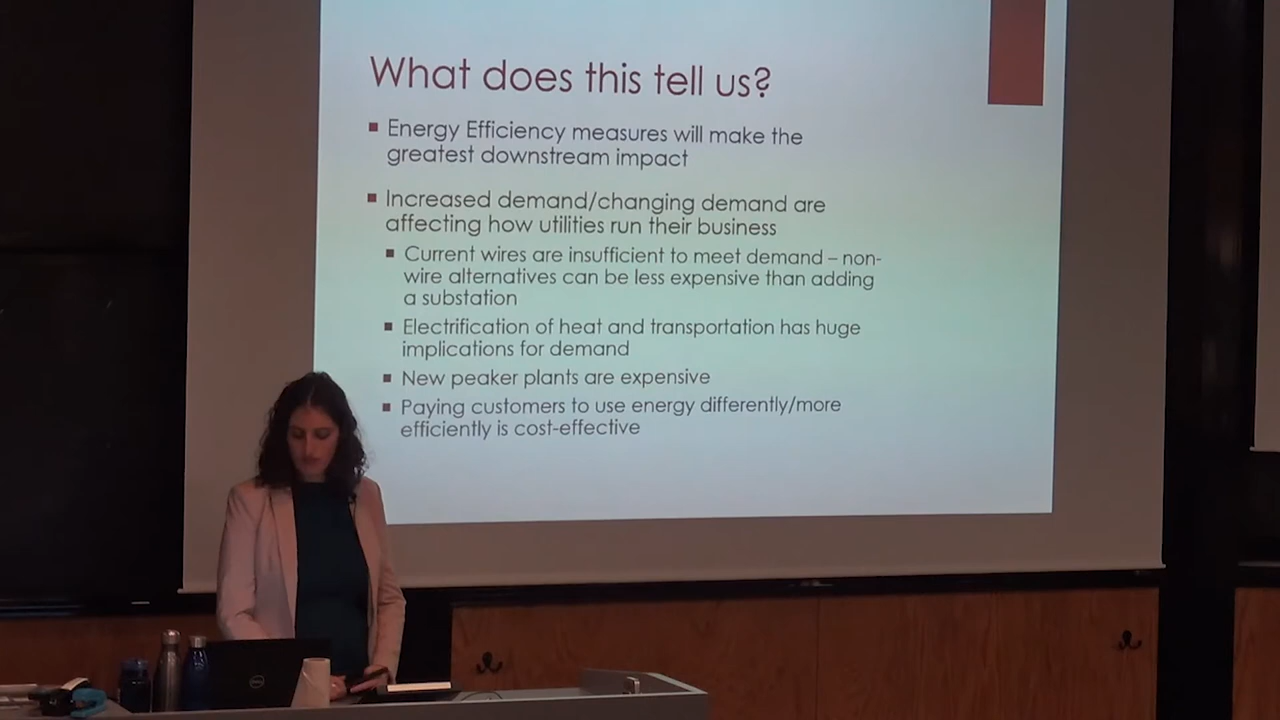 What does this tell us?
Energy Efficiency measures will make the
greatest downstream impact
Increased demand/changing demand are
affecting how utilities run their business
Current wires are insufficient to meet demand – non-
wire alternatives can be less expensive than adding
a substation
Electrification of heat and transportation has huge
implications for demand
New peaker plants are expensive
Paying customers to use energy differently/more
efficiently is cost-effective
DELL